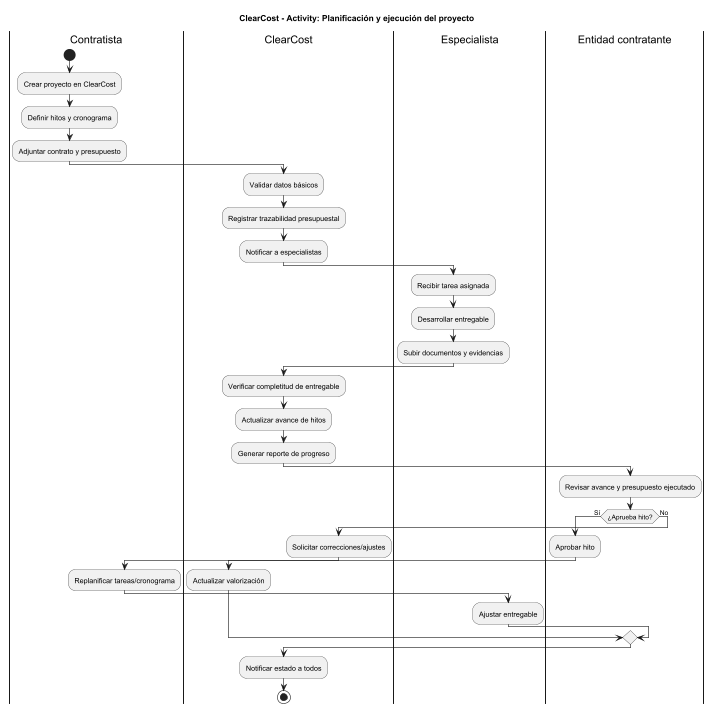 ClearCost - Activity: Planificación y ejecución del proyecto
Contratista
ClearCost
Especialista
Entidad contratante
Crear proyecto en ClearCost
Definir hitos y cronograma
Adjuntar contrato y presupuesto
Validar datos básicos
Registrar trazabilidad presupuestal
Notificar a especialistas
Recibir tarea asignada
Desarrollar entregable
Subir documentos y evidencias
Verificar completitud de entregable
Actualizar avance de hitos
Generar reporte de progreso
Revisar avance y presupuesto ejecutado
Sí
¿Aprueba hito?
No
Solicitar correcciones/ajustes
Aprobar hito
Replanificar tareas/cronograma
Actualizar valorización
Ajustar entregable
Notificar estado a todos